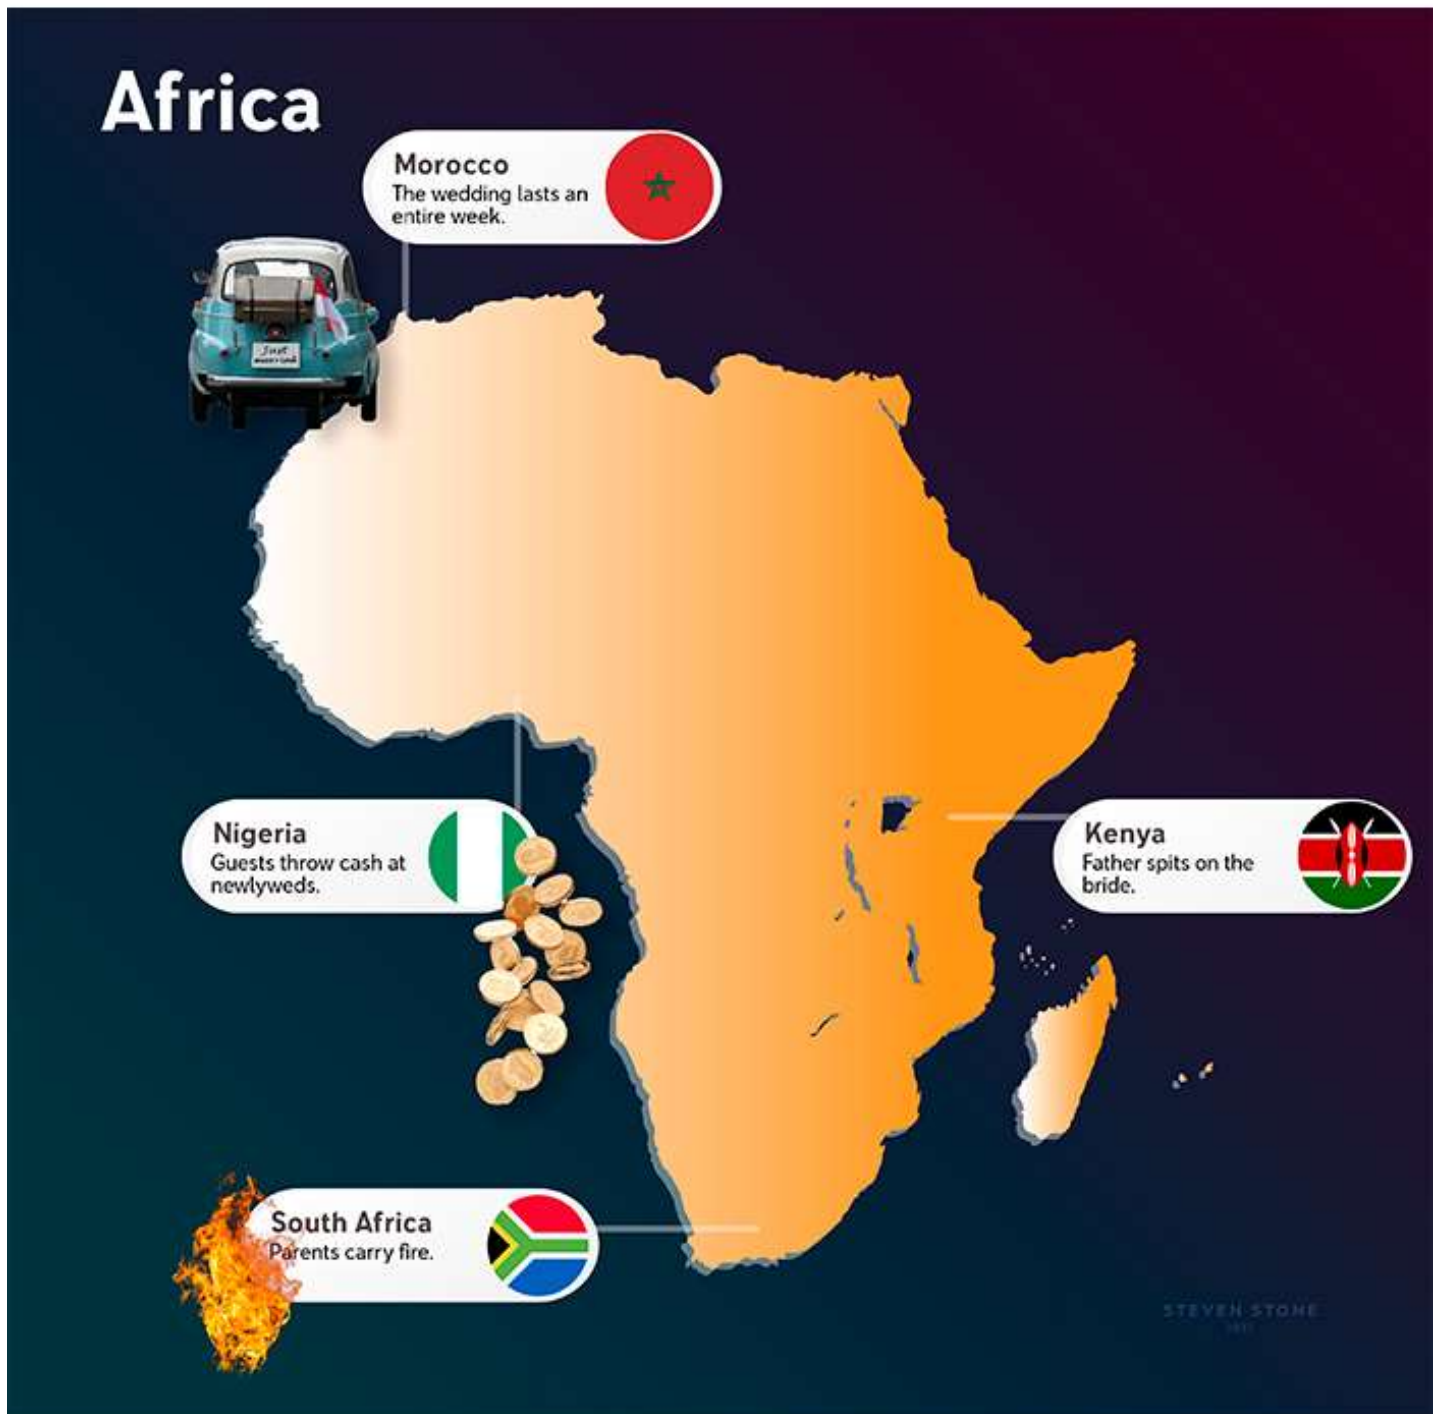 Africa
Morocco
The wedding lasts an
entire week.
Just
Nigeria
Guests throw cash at
newlyweds.
Kenya
Father spits on the
bride.
South Africa
Parents carry fire.
STEVEN STONE